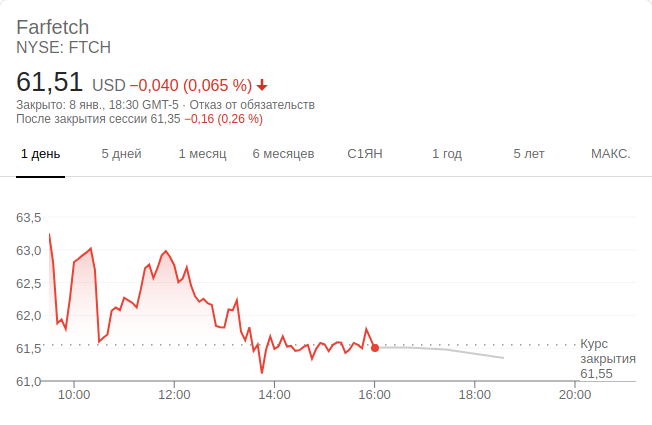 Farfetch
NYSE: FTCH
61,51 USD −0,040 (0,065 %)
Закрыто: 8 янв., 18:30 GMT-5 · Отказ от обязательств
После закрытия сессии 61,35 −0,16 (0,26 %)
1 день 5 дней 1 месяц 6 месяцев С1ЯН 1 год 5 лет МАКС.
63,5
63,0
62,5
62,0
61,5
61,0
Курс
закрытия
61,55
10:00 12:00 14:00 16:00 18:00 20:00